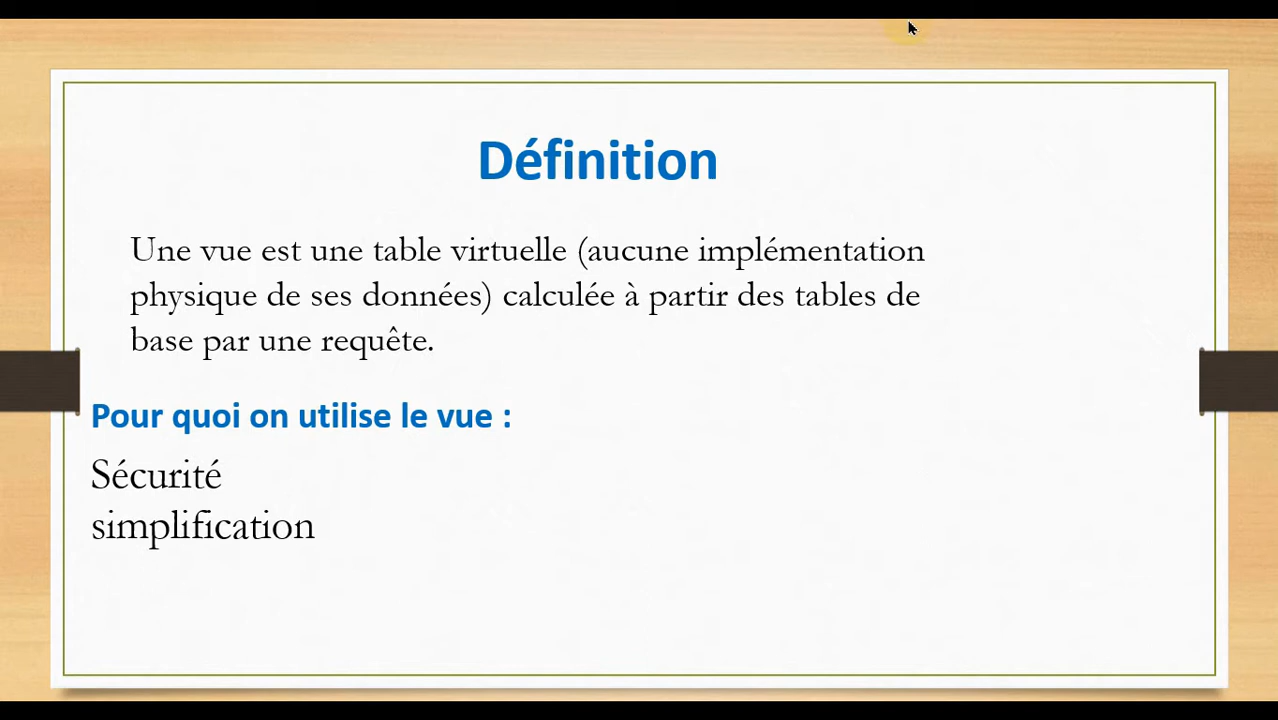 Définition
Une vue est une table virtuelle (aucune implémentation
physique de ses données) calculée à partir des tables de
base par une requête.
Pour quoi on utilise le vue :
Sécurité
simplification